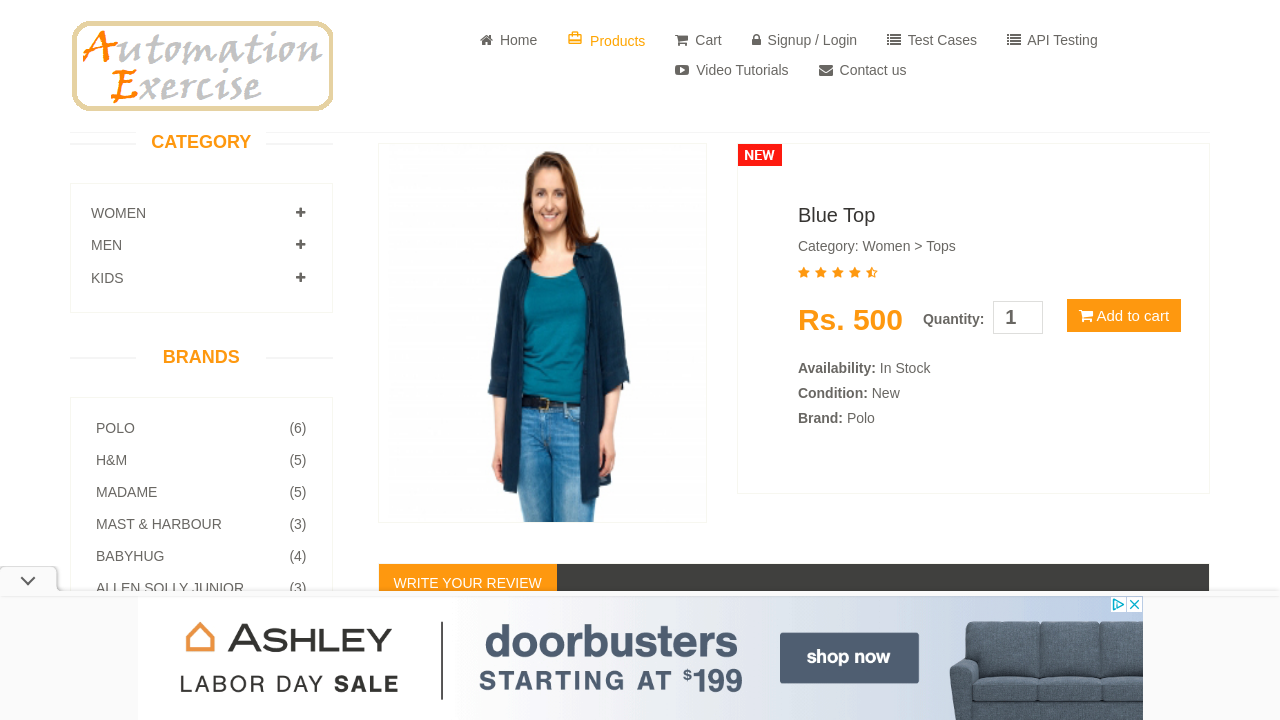 Automation
Exercise
Home
Products
Cart
Signup / Login
Test Cases
API Testing
Video Tutorials
Contact us
CATEGORY
WOMEN
MEN
KIDS
BRANDS
POLO (6)
H&M (5)
MADAME (5)
MAST & HARBOUR (3)
BABYHUG (4)
ALLEN SOLLY JUNIOR (3)
NEW
Blue Top
Category: Women > Tops
Rs. 500 Quantity: 1 Add to cart
Availability: In Stock
Condition: New
Brand: Polo
WRITE YOUR REVIEW
ASHLEY
LABOR DAY SALE
doorbusters
STARTING AT $199
shop now